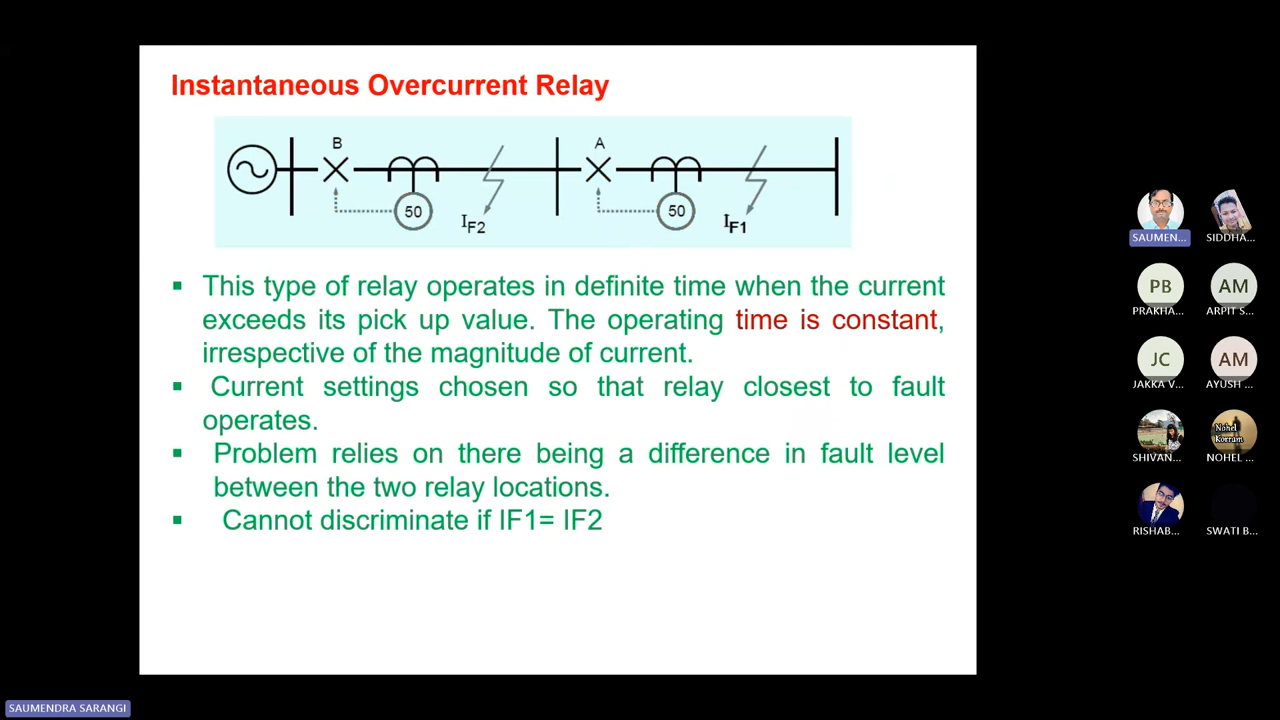 Instantaneous Overcurrent Relay
B
A
50
IF2
50
IF1
▪ This type of relay operates in definite time when the current
exceeds its pick up value. The operating time is constant,
irrespective of the magnitude of current.
▪ Current settings chosen so that relay closest to fault
operates.
▪ Problem relies on there being a difference in fault level
between the two relay locations.
▪ Cannot discriminate if IF1= IF2
SAUMEN...
SIDDHA...
PB
AM
PRAKHA...
ARPIT S...
JC
AM
JAKKA V...
AYUSH ...
Nohel
Korram
SHIVAN...
NOHEL ...
RISHAB...
SWATI B...
SAUMENDRA SARANGI